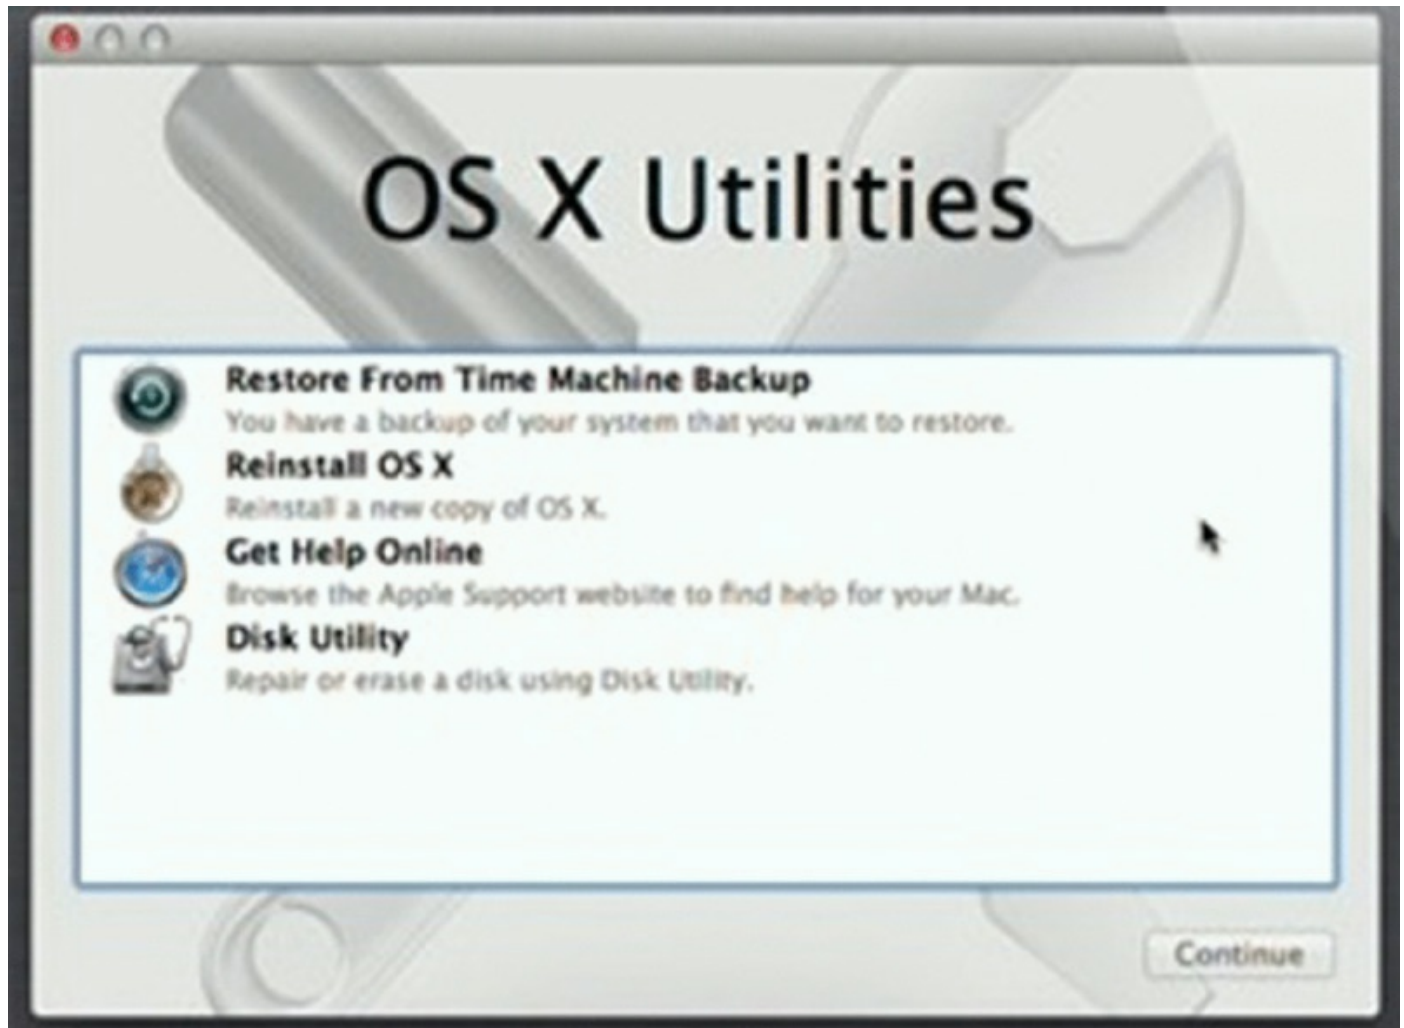 OS X Utilities
Restore From Time Machine Backup
You have a backup of your system that you want to restore.
Reinstall OS X
Reinstall a new copy of OS X.
Get Help Online
Browse the Apple Support website to find help for your Mac.
Disk Utility
Repair or erase a disk using Disk Utility.
Continue